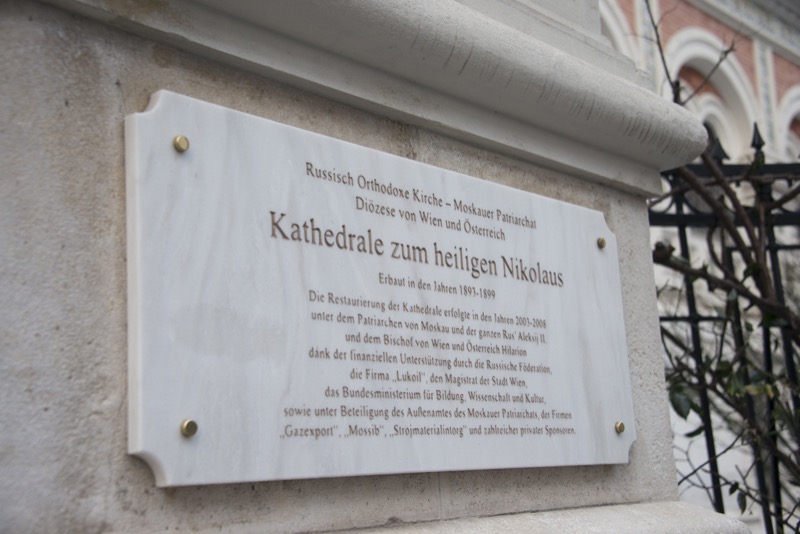 Russisch Orthodoxe Kirche – Moskauer Patriarchat
Diözese von Wien und Österreich
Kathedrale zum heiligen Nikolaus
Erbaut in den Jahren 1893-1899
Die Restaurierung der Kathedrale erfolgte in den Jahren 2003-2008
unter dem Patriarchen von Moskau und der ganzen Rus' Aleksij II.
und dem Bischof von Wien und Österreich Hilarion
dank der finanziellen Unterstützung durch die Russische Föderation,
die Firma „Lukoil", den Magistrat der Stadt Wien,
das Bundesministerium für Bildung, Wissenschaft und Kultur,
sowie unter Beteiligung des Außenamtes des Moskauer Patriarchats, der Firmen
„Gazexport", „Mossib", „Strojmaterialintorg" und zahlreicher privater Sponsoren.